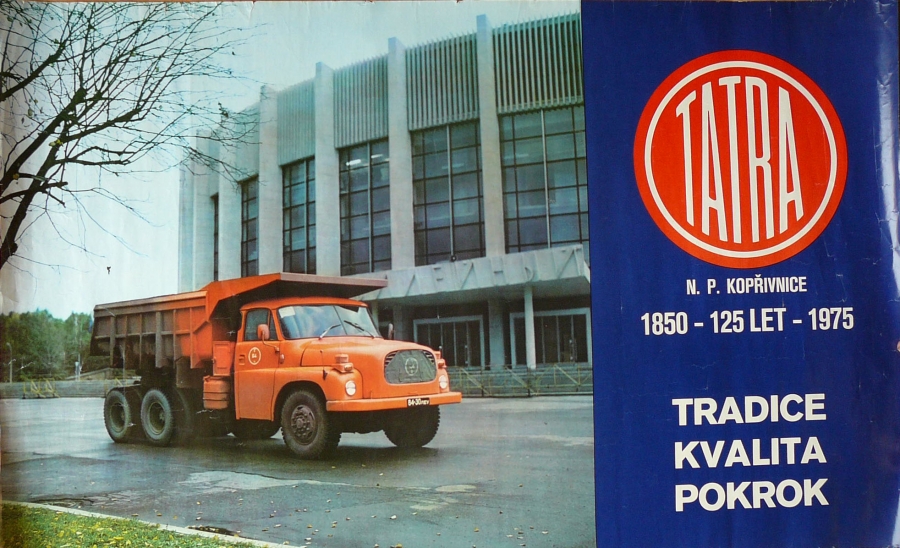 TATRA
N. P. KOPŘIVNICE
1850 - 125 LET - 1975
TRADICE
KVALITA
POKROK